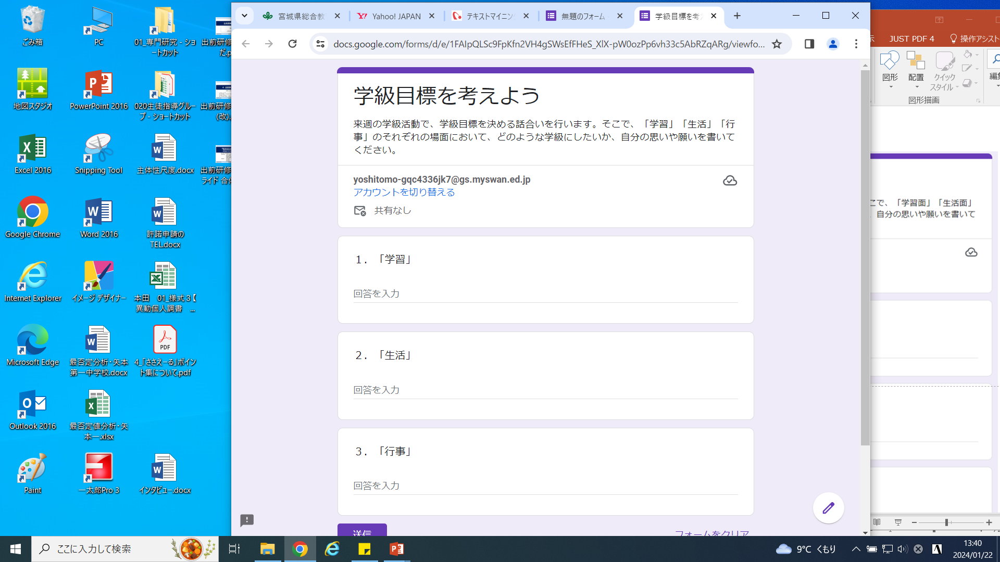 ごみ箱
PC
01_専門研究 - ショ
ートカット
出前研修
だ.p
地図スタジオ
PowerPoint 2016
020生徒指導グルー
プ - ショートカット
出前研修
(改).
Excel 2016
Snipping Tool
主体性尺度.docx
出前研修
ライド 合
Google Chrome
Word 2016
許諾申請の
TEL.docx
Internet Explorer
イメージ デザイナー
本田　01_様式３【
異動個人調書　...
Microsoft Edge
最否定分析・矢本
第一中学校.docx
4_「ささえーる」ポイン
ト集について.pdf
PDF
Outlook 2016
最否定値分析・矢
本一.xlsx
Paint
一太郎Pro 3
インタビュー.docx
宮城県総合教
Yahoo! JAPAN
テキストマイニン
無題のフォーム
学級目標を考
docs.google.com/forms/d/e/1FAIpQLSc9FpKfn2VH4gSWsEfFHeS_XlX-pW0ozPp6vh33c5AbRZqARg/viewfo...
学級目標を考えよう
来週の学級活動で、学級目標を決める話合いを行います。そこで、「学習」「生活」「行
事」のそれぞれの場面において、どのような学級にしたいか、自分の思いや願いを書いて
ください。
yoshitomo-gqc4336jk7@gs.myswan.ed.jp
アカウントを切り替える
共有なし
１．「学習」
回答を入力
２．「生活」
回答を入力
３．「行事」
回答を入力
送信
フォームをクリア
示
JUST PDF 4
操作アシスト
図形
配置
クイック
スタイル
編集
図形描画
こで、「学習面」「生活面」
自分の思いや願いを書いて
ここに入力して検索
9°C くもり
A
13:40
2024/01/22